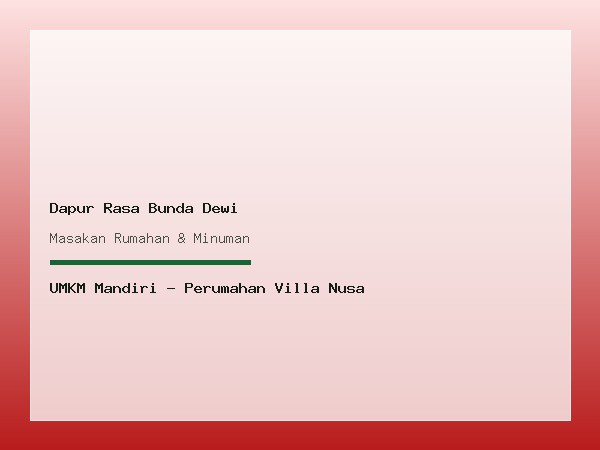 Dapur Rasa Bunda Dewi
Masakan Rumahan & Minuman
UMKM Mandiri – Perumahan Villa Nusa